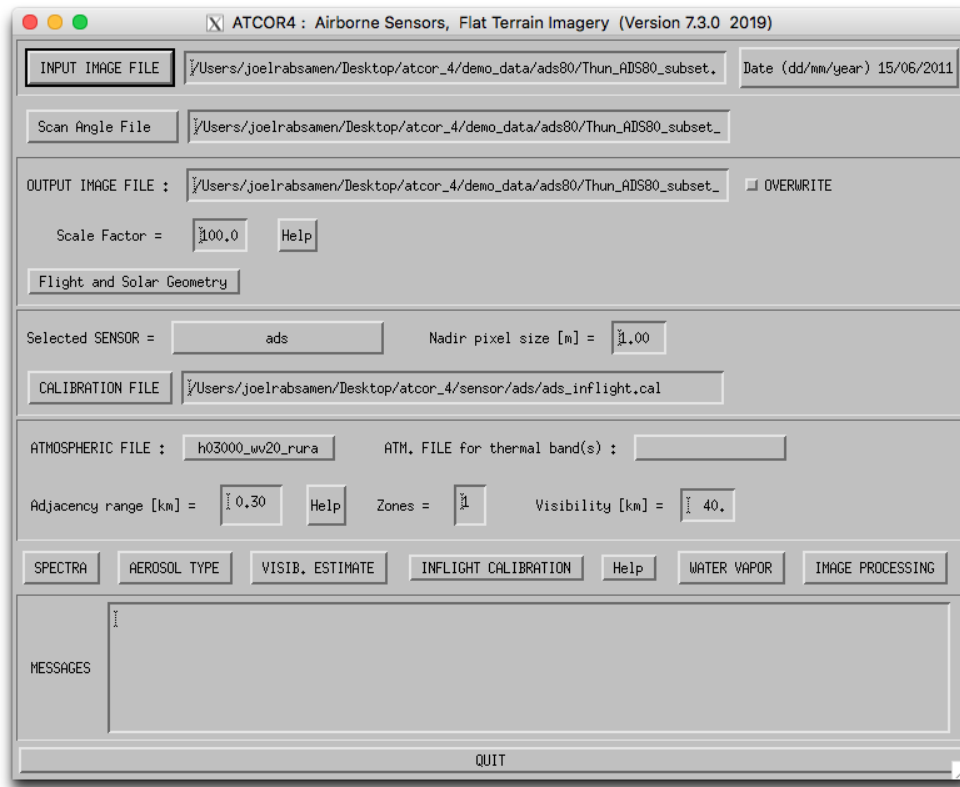 ATCOR4 : Airborne Sensors, Flat Terrain Imagery (Version 7.3.0 2019)
INPUT IMAGE FILE /Users/joelrabsamen/Desktop/atcor_4/demo_data/ads80/Thun_ADS80_subset. Date (dd/mm/year) 15/06/2011
Scan Angle File /Users/joelrabsamen/Desktop/atcor_4/demo_data/ads80/Thun_ADS80_subset_
OUTPUT IMAGE FILE : /Users/joelrabsamen/Desktop/atcor_4/demo_data/ads80/Thun_ADS80_subset_ OVERWRITE
Scale Factor = 100.0 Help
Flight and Solar Geometry
Selected SENSOR = ads Nadir pixel size [m] = 1.00
CALIBRATION FILE /Users/joelrabsamen/Desktop/atcor_4/sensor/ads/ads_inflight.cal
ATMOSPHERIC FILE : h03000_wv20_rura ATM. FILE for thermal band(s) :
Adjacency range [km] = 0.30 Help Zones = 1 Visibility [km] = 40.
SPECTRA AEROSOL TYPE VISIB. ESTIMATE INFLIGHT CALIBRATION Help WATER VAPOR IMAGE PROCESSING
MESSAGES
QUIT